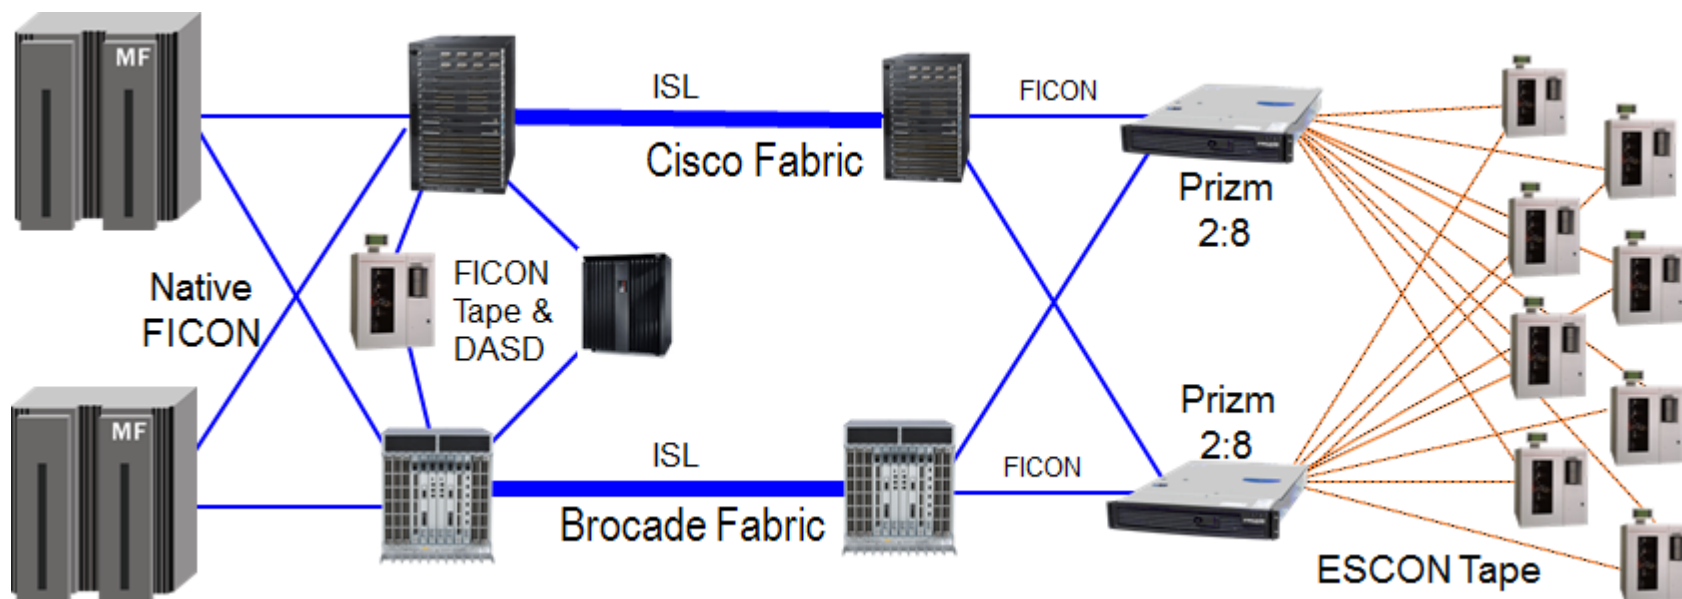 MF
ISL
FICON
Cisco Fabric
Prizm
2:8
Native
FICON
FICON
Tape &
DASD
MF
ISL
FICON
Brocade Fabric
Prizm
2:8
ESCON Tape